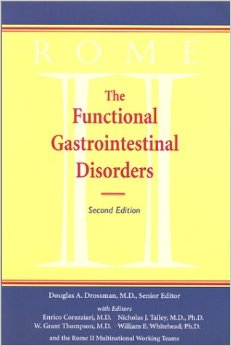 ROME
II
The
Functional
Gastrointestinal
Disorders
Second Edition
Douglas A. Drossman, M.D., Senior Editor
with Editors
Enrico Corazziari, M.D. Nicholas J. Talley, M.D., Ph.D.
W. Grant Thompson, M.D. William E. Whitehead, Ph.D.
and the Rome II Multinational Working Teams